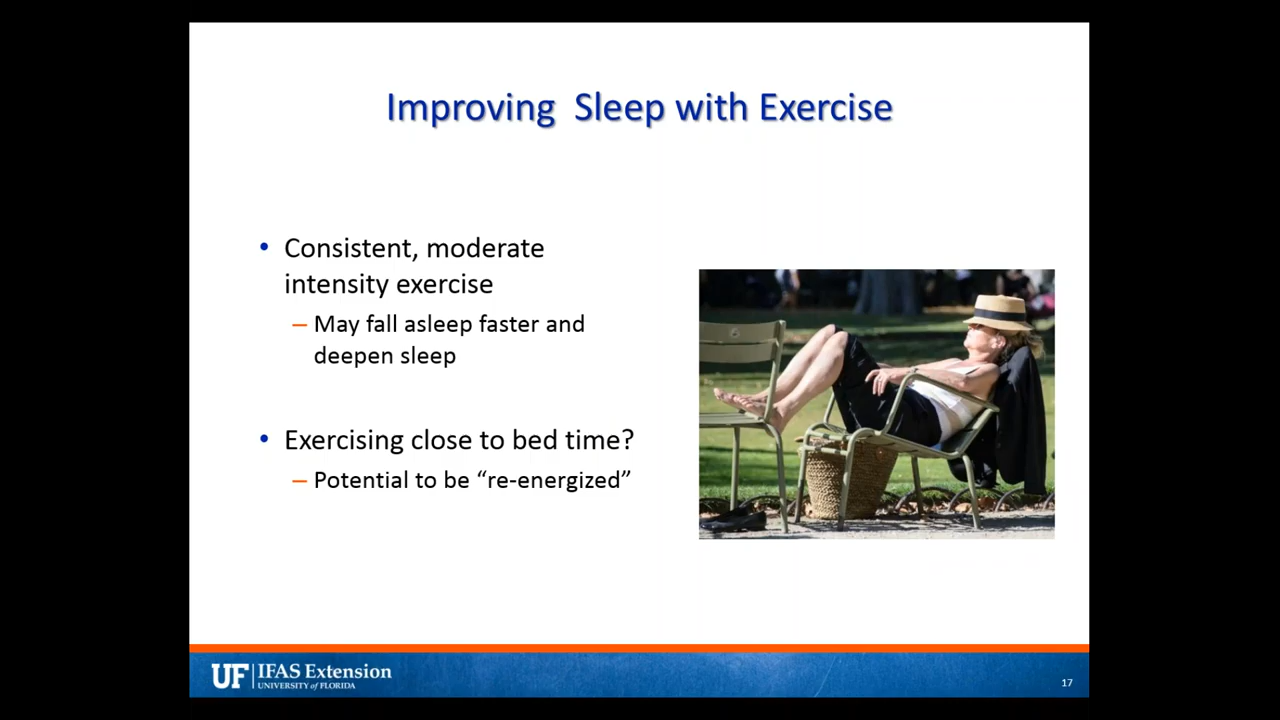 Improving  Sleep with Exercise
• Consistent, moderate
intensity exercise
– May fall asleep faster and
deepen sleep
• Exercising close to bed time?
– Potential to be “re-energized”
UF IFAS Extension
UNIVERSITY of FLORIDA
17